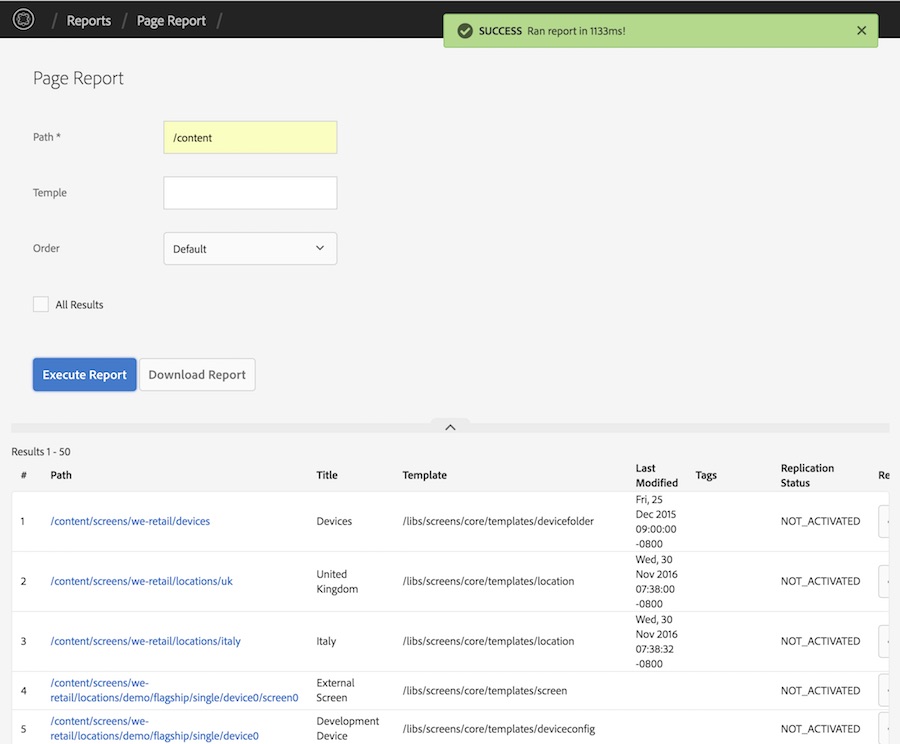 / Reports / Page Report /
SUCCESS Ran report in 1133ms!
Page Report
Path *
/content
Temple
Order
Default
All Results
Execute Report
Download Report
Results 1 - 50
# Path Title Template Last Modified Tags Replication Status Re
1 /content/screens/we-retail/devices Devices /libs/screens/core/templates/devicefolder Fri, 25 Dec 2015 09:00:00 -0800 NOT_ACTIVATED
2 /content/screens/we-retail/locations/uk United Kingdom /libs/screens/core/templates/location Wed, 30 Nov 2016 07:38:00 -0800 NOT_ACTIVATED
3 /content/screens/we-retail/locations/italy Italy /libs/screens/core/templates/location Wed, 30 Nov 2016 07:38:32 -0800 NOT_ACTIVATED
4 /content/screens/we-retail/locations/demo/flagship/single/device0/screen0 External Screen /libs/screens/core/templates/screen NOT_ACTIVATED
5 /content/screens/we-retail/locations/demo/flagship/single/device0 Development Device /libs/screens/core/templates/deviceconfig NOT_ACTIVATED